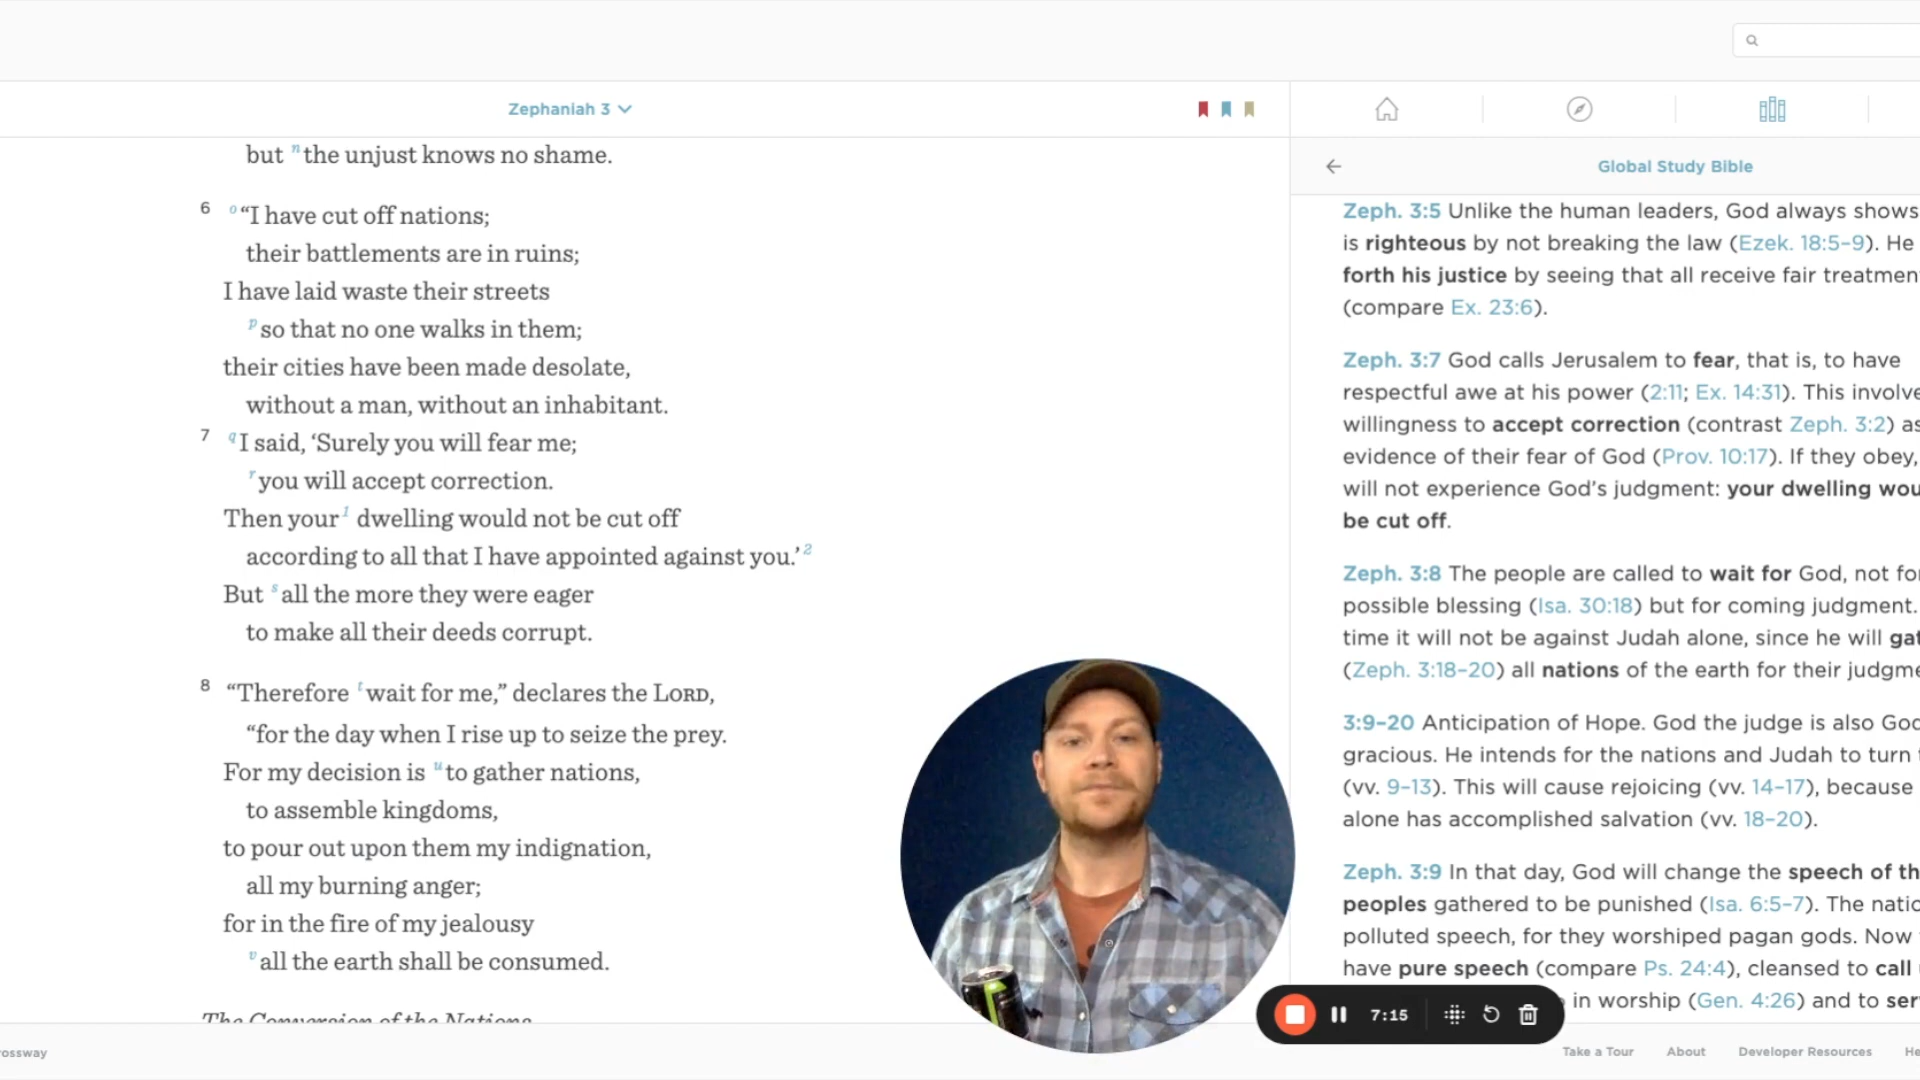 Zephaniah 3
but n the unjust knows no shame.
6 o “I have cut off nations;
their battlements are in ruins;
I have laid waste their streets
p so that no one walks in them;
their cities have been made desolate,
without a man, without an inhabitant.
7 q I said, ‘Surely you will fear me;
r you will accept correction.
Then your 1 dwelling would not be cut off
according to all that I have appointed against you.’ 2
But s all the more they were eager
to make all their deeds corrupt.
8 “Therefore t wait for me,” declares the LORD,
“for the day when I rise up to seize the prey.
For my decision is u to gather nations,
to assemble kingdoms,
to pour out upon them my indignation,
all my burning anger;
for in the fire of my jealousy
v all the earth shall be consumed.
The Conversion of the Nations
Global Study Bible
Zeph. 3:5 Unlike the human leaders, God always shows
is righteous by not breaking the law (Ezek. 18:5–9). He
forth his justice by seeing that all receive fair treatmen
(compare Ex. 23:6).
Zeph. 3:7 God calls Jerusalem to fear, that is, to have
respectful awe at his power (2:11; Ex. 14:31). This involve
willingness to accept correction (contrast Zeph. 3:2) as
evidence of their fear of God (Prov. 10:17). If they obey,
will not experience God’s judgment: your dwelling wou
be cut off.
Zeph. 3:8 The people are called to wait for God, not for
possible blessing (Isa. 30:18) but for coming judgment.
time it will not be against Judah alone, since he will gat
(Zeph. 3:18–20) all nations of the earth for their judgme
3:9–20 Anticipation of Hope. God the judge is also God
gracious. He intends for the nations and Judah to turn
(vv. 9–13). This will cause rejoicing (vv. 14–17), because
alone has accomplished salvation (vv. 18–20).
Zeph. 3:9 In that day, God will change the speech of th
peoples gathered to be punished (Isa. 6:5–7). The natio
polluted speech, for they worshiped pagan gods. Now
have pure speech (compare Ps. 24:4), cleansed to call
in worship (Gen. 4:26) and to ser
7:15
rossway
Take a Tour
About
Developer Resources
He